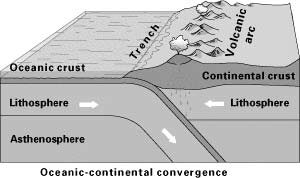 Trench
Volcanic
arc
Oceanic crust
Continental crust
Lithosphere
Lithosphere
Asthenosphere
Oceanic-continental convergence